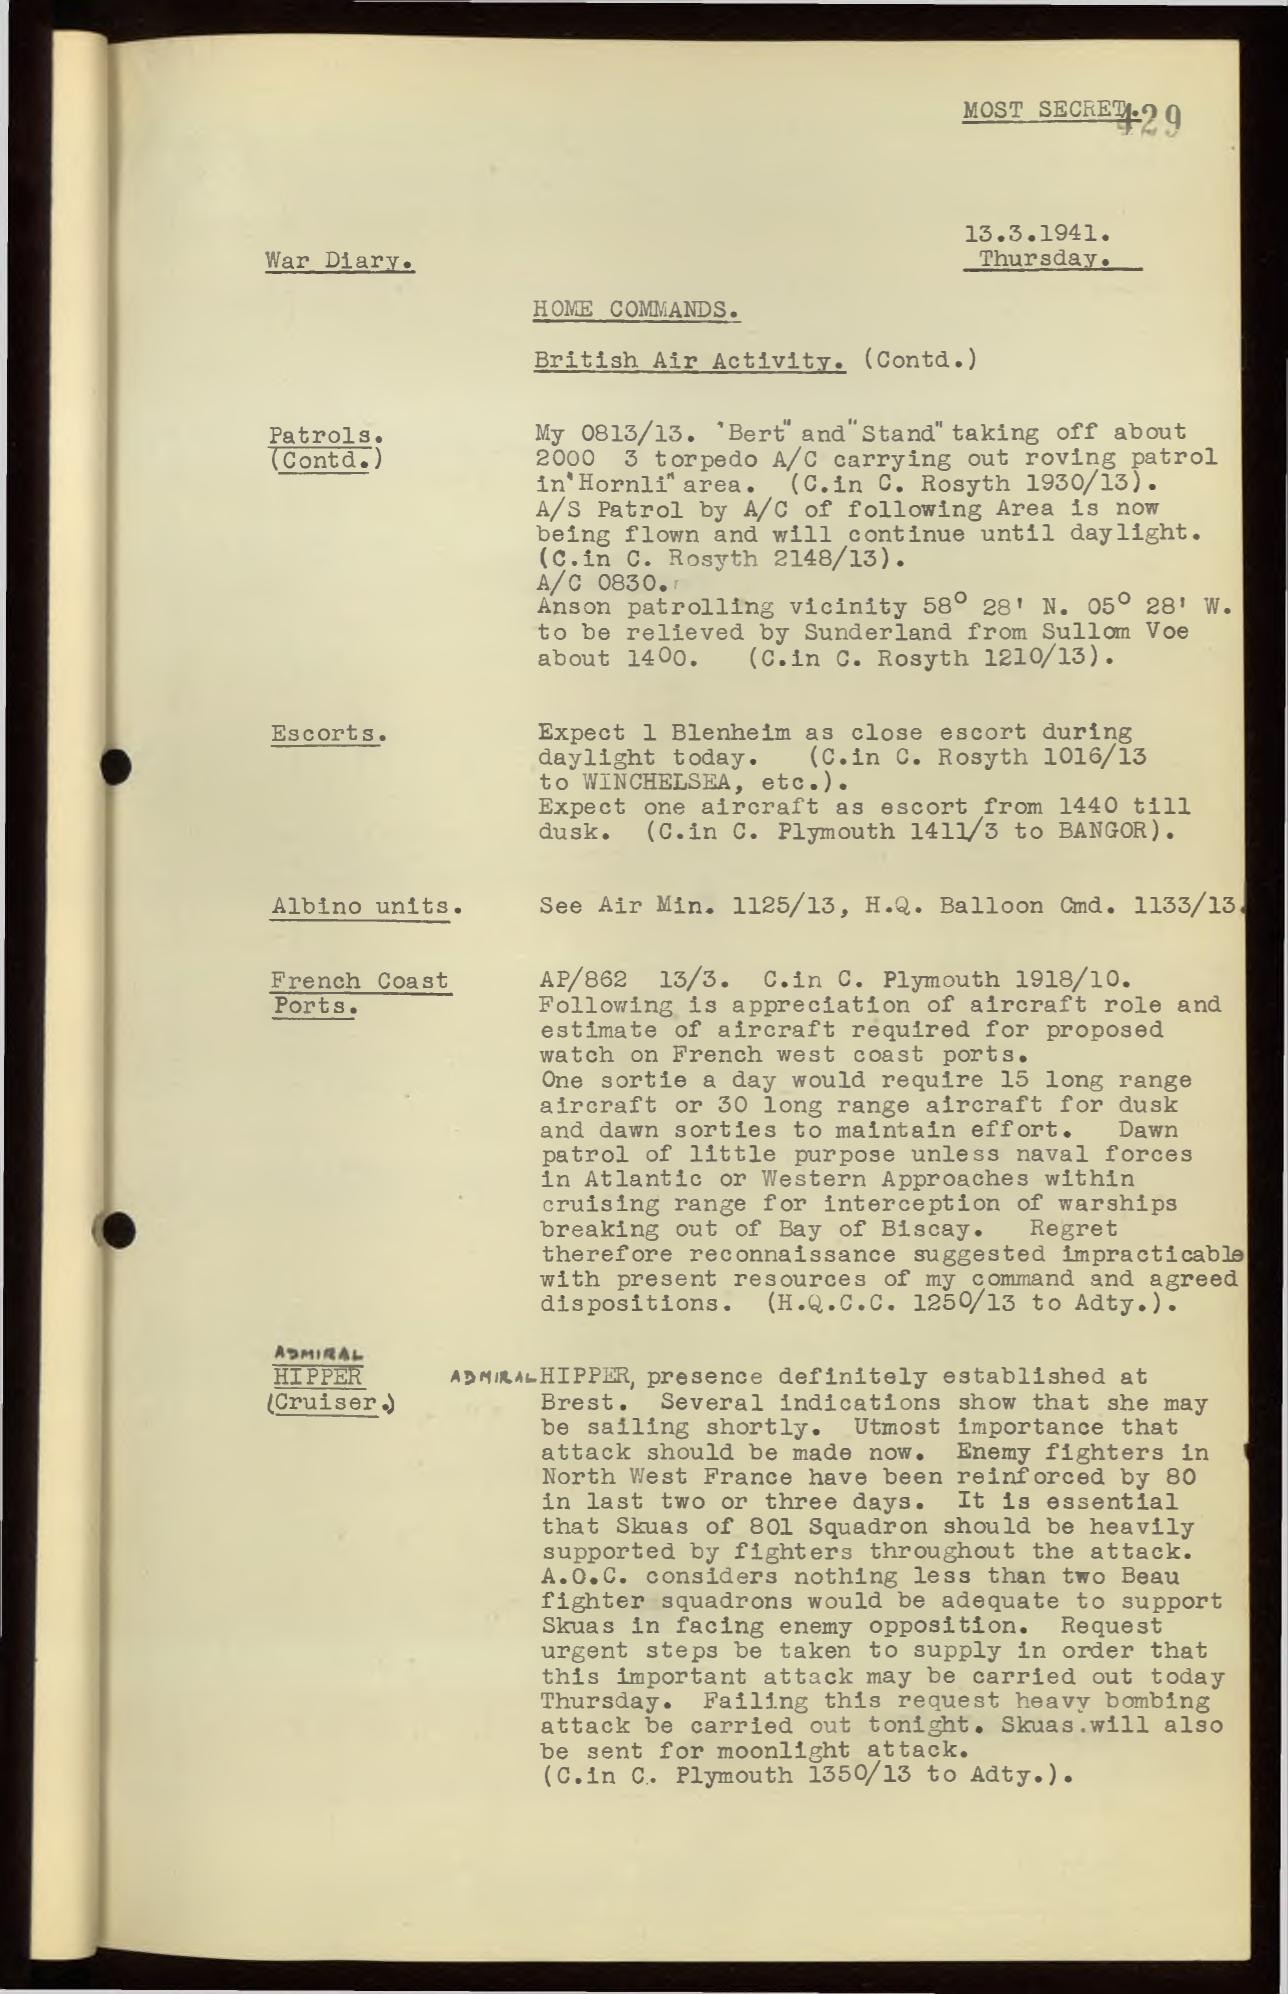 MOST SECRET.
429
13.3.1941.
War Diary.
Thursday.
HOME COMMANDS.
British Air Activity. (Contd.)
Patrols.
(Contd.)
My 0813/13. "Bert" and "Stand" taking off about
2000 3 torpedo A/C carrying out roving patrol
in "Hornli" area. (C.in C. Rosyth 1930/13).
A/S Patrol by A/C of following Area is now
being flown and will continue until daylight.
(C.in C. Rosyth 2148/13).
A/C 0830.
Anson patrolling vicinity 58° 28' N. 05° 28' W.
to be relieved by Sunderland from Sullom Voe
about 1400. (C.in C. Rosyth 1210/13).
Escorts.
Expect 1 Blenheim as close escort during
daylight today. (C.in C. Rosyth 1016/13
to WINCHELSEA, etc.).
Expect one aircraft as escort from 1440 till
dusk. (C.in C. Plymouth 1411/3 to BANGOR).
Albino units.
See Air Min. 1125/13, H.Q. Balloon Cmd. 1133/13.
French Coast
Ports.
AP/862 13/3. C.in C. Plymouth 1918/10.
Following is appreciation of aircraft role and
estimate of aircraft required for proposed
watch on French west coast ports.
One sortie a day would require 15 long range
aircraft or 30 long range aircraft for dusk
and dawn sorties to maintain effort. Dawn
patrol of little purpose unless naval forces
in Atlantic or Western Approaches within
cruising range for interception of warships
breaking out of Bay of Biscay. Regret
therefore reconnaissance suggested impracticable
with present resources of my command and agreed
dispositions. (H.Q.C.C. 1250/13 to Adty.).
ADMIRAL
HIPPER
(Cruiser.)
ADMIRAL HIPPER, presence definitely established at
Brest. Several indications show that she may
be sailing shortly. Utmost importance that
attack should be made now. Enemy fighters in
North West France have been reinforced by 80
in last two or three days. It is essential
that Skuas of 801 Squadron should be heavily
supported by fighters throughout the attack.
A.O.C. considers nothing less than two Beau
fighter squadrons would be adequate to support
Skuas in facing enemy opposition. Request
urgent steps be taken to supply in order that
this important attack may be carried out today
Thursday. Failing this request heavy bombing
attack be carried out tonight. Skuas.will also
be sent for moonlight attack.
(C.in C. Plymouth 1350/13 to Adty.).